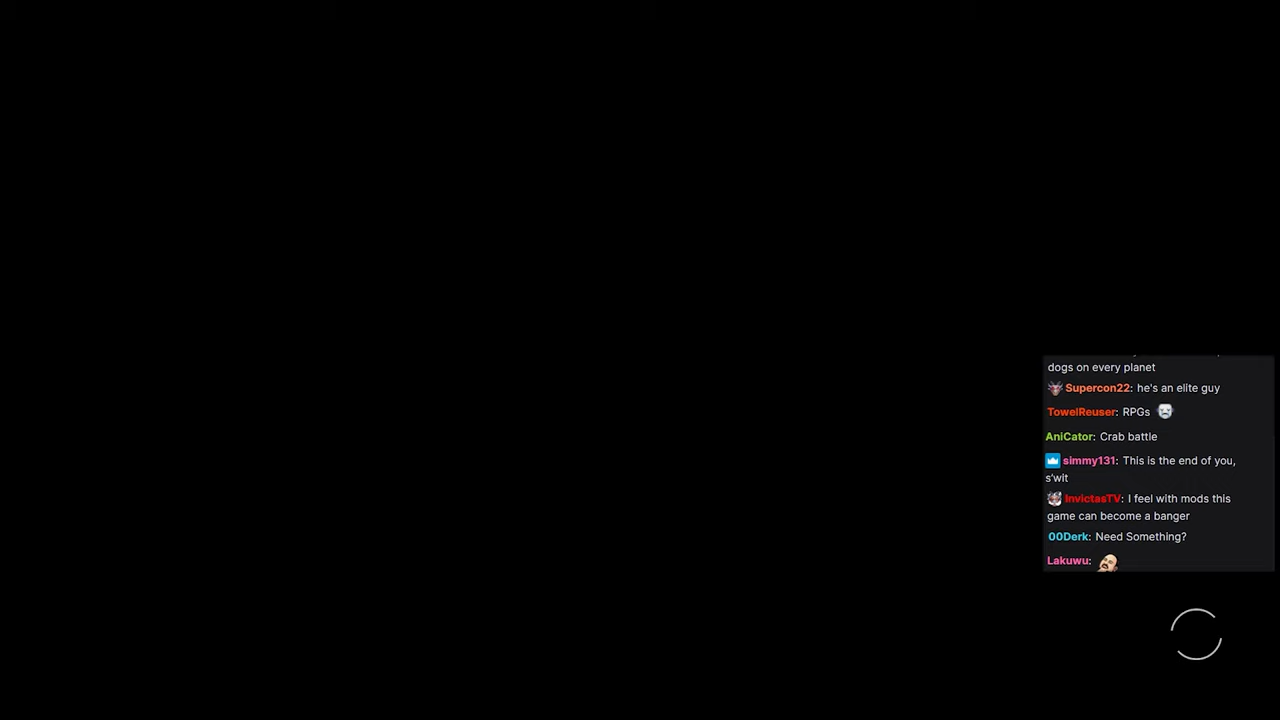 dogs on every planet
Supercon22: he's an elite guy
TowelReuser: RPGs
AniCator: Crab battle
simmy131: This is the end of you,
s'wit
InvictasTV: I feel with mods this
game can become a banger
00Derk: Need Something?
Lakuwu: